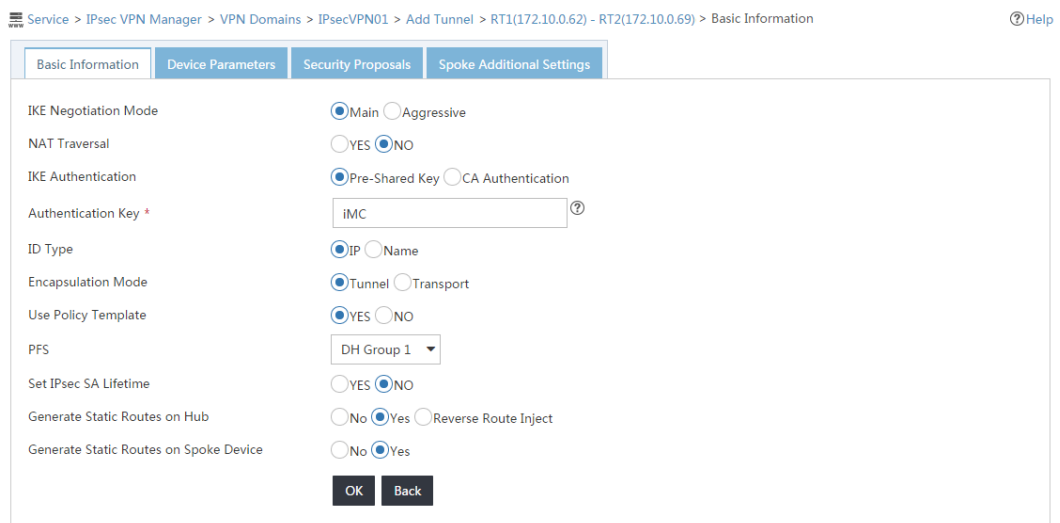 Service > IPsec VPN Manager > VPN Domains > IPsecVPN01 > Add Tunnel > RT1(172.10.0.62) - RT2(172.10.0.69) > Basic Information ?Help
Basic Information Device Parameters Security Proposals Spoke Additional Settings
IKE Negotiation Mode Main Aggressive
NAT Traversal YES NO
IKE Authentication Pre-Shared Key CA Authentication
Authentication Key * iMC ?
ID Type IP Name
Encapsulation Mode Tunnel Transport
Use Policy Template YES NO
PFS DH Group 1
Set IPsec SA Lifetime YES NO
Generate Static Routes on Hub No Yes Reverse Route Inject
Generate Static Routes on Spoke Device No Yes
OK Back